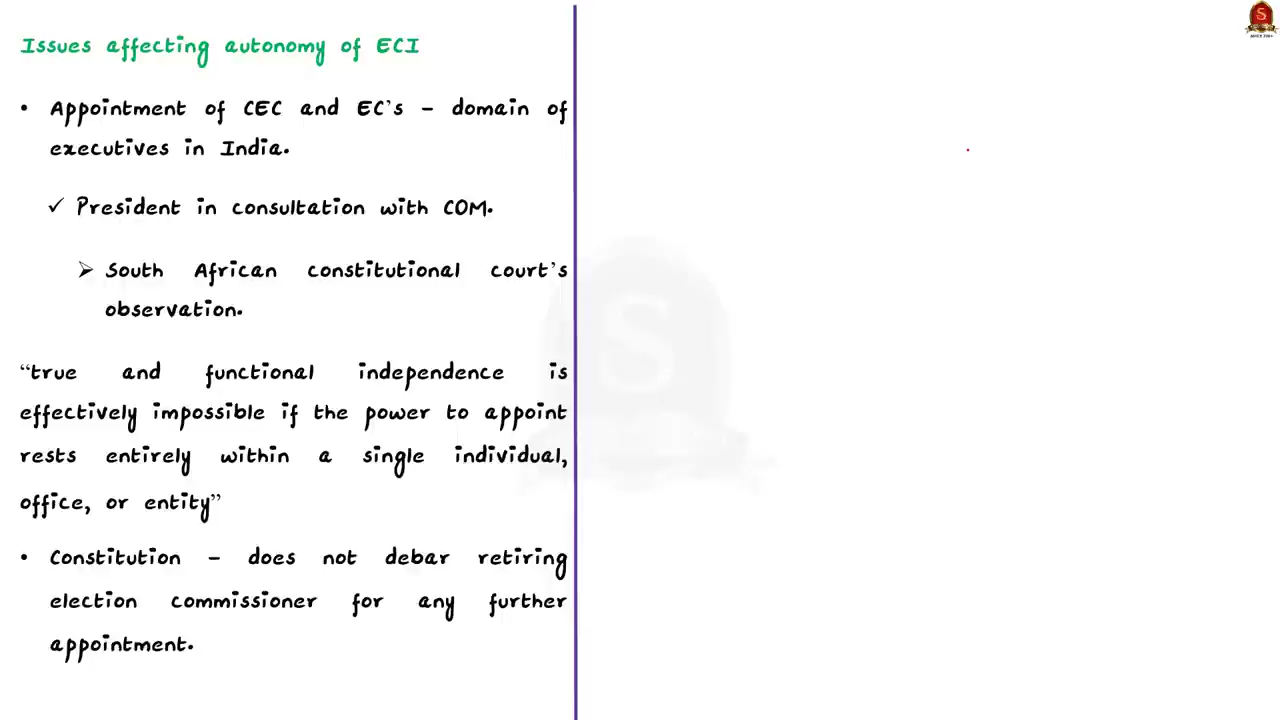 Issues affecting autonomy of ECI
• Appointment of CEC and EC's – domain of
executives in India.
✓ President in consultation with COM.
➢ South African constitutional court's
observation.
“true and functional independence is
effectively impossible if the power to appoint
rests entirely within a single individual,
office, or entity”
• Constitution – does not debar retiring
election commissioner for any further
appointment.
S
S